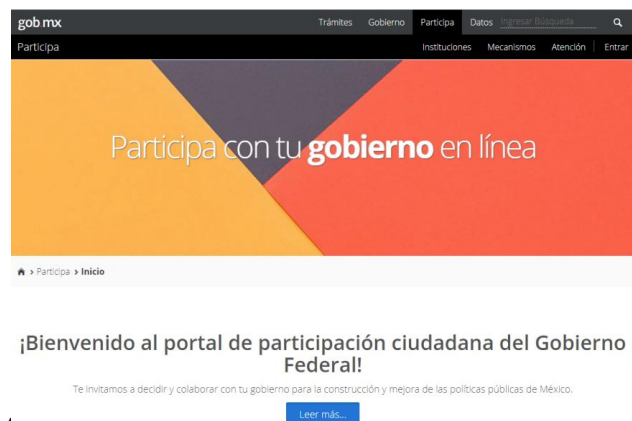 gob mx Trámites Gobierno Participa Datos Ingresar Búsqueda
Participa Instituciones Mecanismos Atención Entrar
Participa con tu gobierno en línea
> Participa > Inicio
¡Bienvenido al portal de participación ciudadana del Gobierno
Federal!
Te invitamos a decidir y colaborar con tu gobierno para la construcción y mejora de las políticas públicas de México.
Leer más...